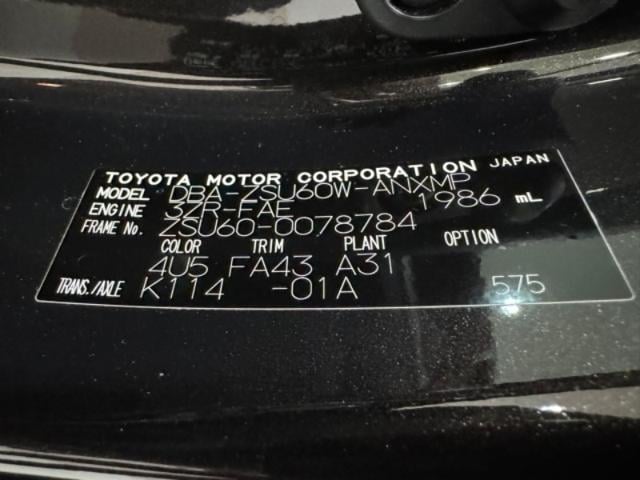 TOYOTA MOTOR CORPORATION JAPAN
MODEL DBA-ZSU60W-ANXMP
ENGINE 3ZR-FAE 1986 mL
FRAME No. ZSU60-0078784
COLOR TRIM PLANT OPTION
4U5 FA43 A31
TRANS./AXLE K114 -01A 575